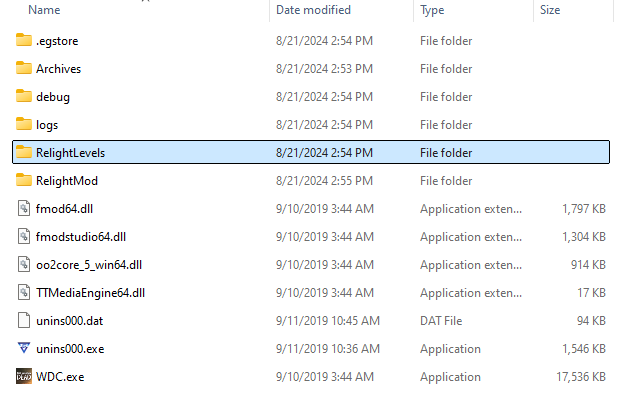 Name Date modified Type Size
.egstore 8/21/2024 2:54 PM File folder
Archives 8/21/2024 2:53 PM File folder
debug 8/21/2024 2:54 PM File folder
logs 8/21/2024 2:54 PM File folder
RelightLevels 8/21/2024 2:54 PM File folder
RelightMod 8/21/2024 2:55 PM File folder
fmod64.dll 9/10/2019 3:44 AM Application exten... 1,797 KB
fmodstudio64.dll 9/10/2019 3:44 AM Application exten... 1,304 KB
oo2core_5_win64.dll 9/10/2019 3:44 AM Application exten... 914 KB
TTMediaEngine64.dll 9/10/2019 3:44 AM Application exten... 17 KB
unins000.dat 9/11/2019 10:45 AM DAT File 94 KB
unins000.exe 9/11/2019 10:36 AM Application 1,546 KB
WDC.exe 9/10/2019 3:44 AM Application 17,536 KB